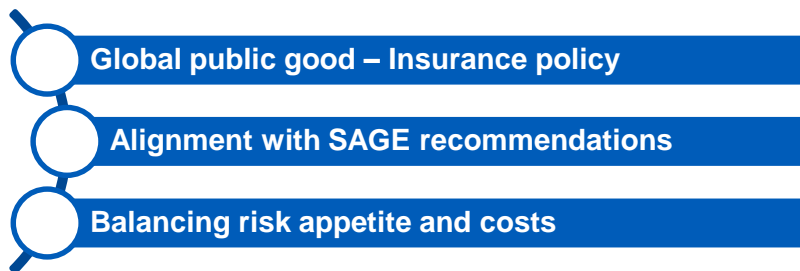 Global public good – Insurance policy
Alignment with SAGE recommendations
Balancing risk appetite and costs